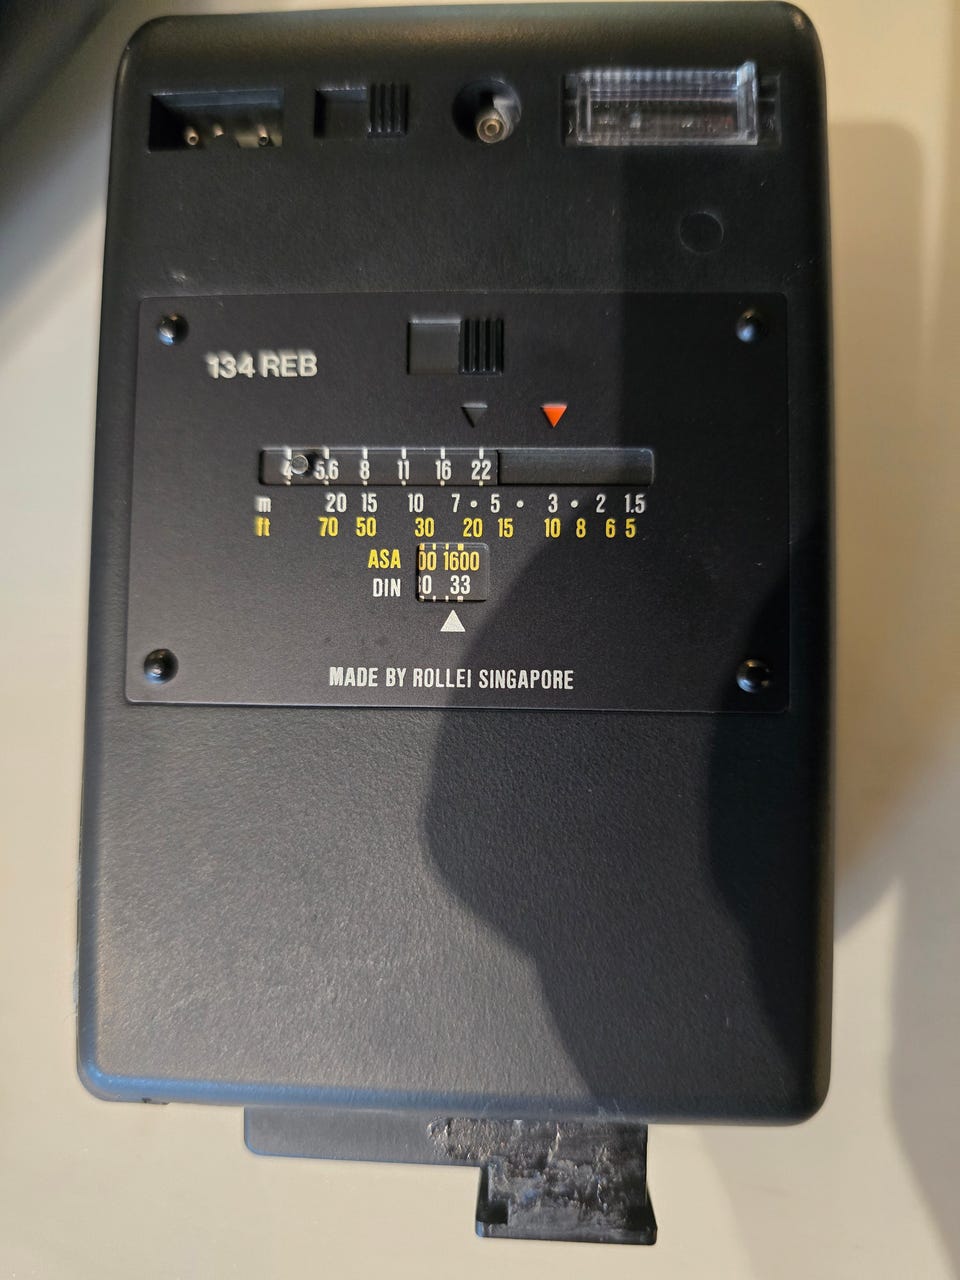 134 REB
4 5,6 8 11 16 22
m 20 15 10 7 • 5 • 3 • 2 1.5
ft 70 50 30 20 15 10 8 6 5
ASA 00 1600
DIN 0 33
MADE BY ROLLEI SINGAPORE